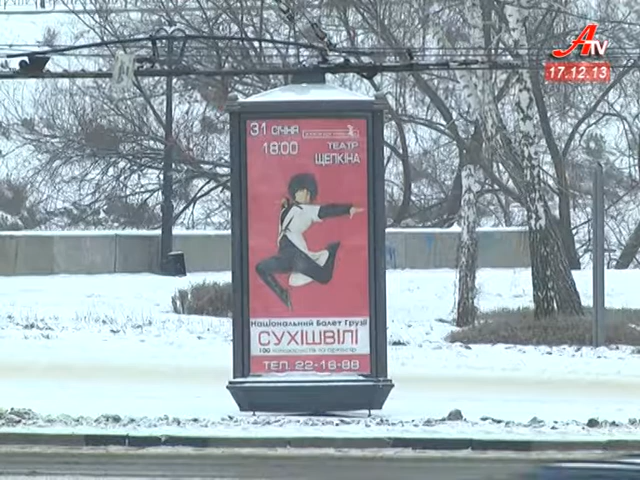 ATV
17.12.13
31 січня
18:00
ТЕАТР
ЩЕПКІНА
Національний Балет Грузії
СУХІШВІЛІ
ТЕЛ. 22-16-88